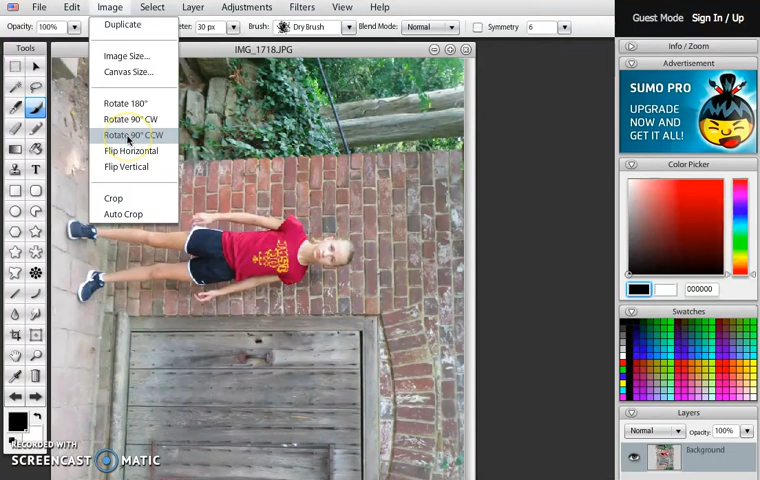 File Edit Image Select Layer Adjustments Filters View Help
Guest Mode Sign In / Up
Opacity: 100% 30 px Brush: Dry Brush Blend Mode: Normal Symmetry 6
Duplicate
Image Size...
Canvas Size...
Rotate 180°
Rotate 90° CW
Rotate 90° CCW
Flip Horizontal
Flip Vertical
Crop
Auto Crop
Tools
IMG_1718.JPG
Info / Zoom
Advertisement
SUMO PRO
UPGRADE
NOW AND
GET IT ALL!
Color Picker
000000
Swatches
Layers
Normal Opacity: 100%
Background
RECORDED WITH
SCREENCAST MATIC